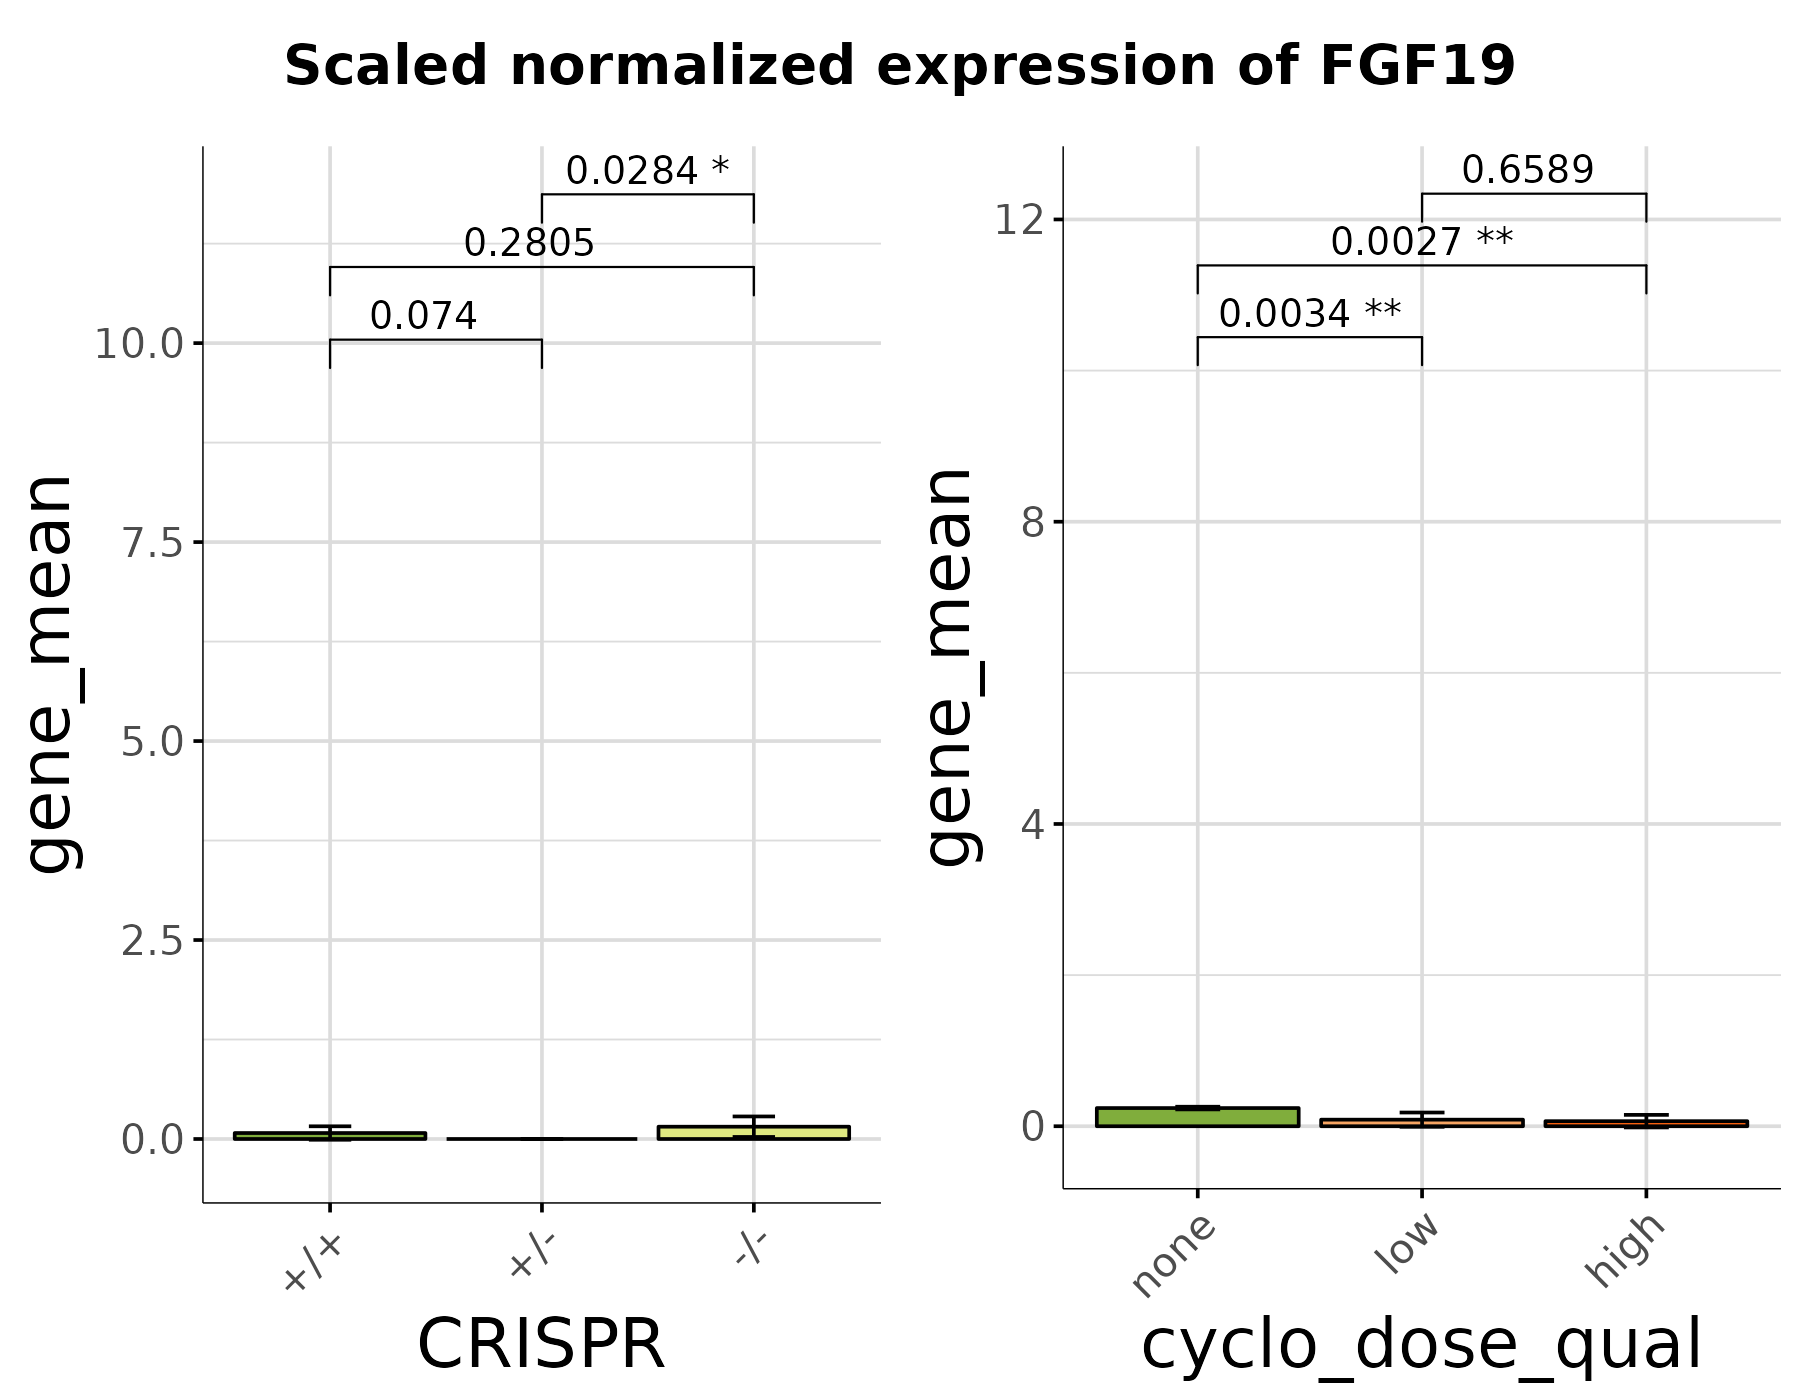 Scaled normalized expression of FGF19
gene_mean
10.0
7.5
5.0
2.5
0.0
0.0284 *
0.2805
0.074
+/+
+/-
-/-
CRISPR
gene_mean
12
8
4
0
0.6589
0.0027 **
0.0034 **
none
low
high
cyclo_dose_qual